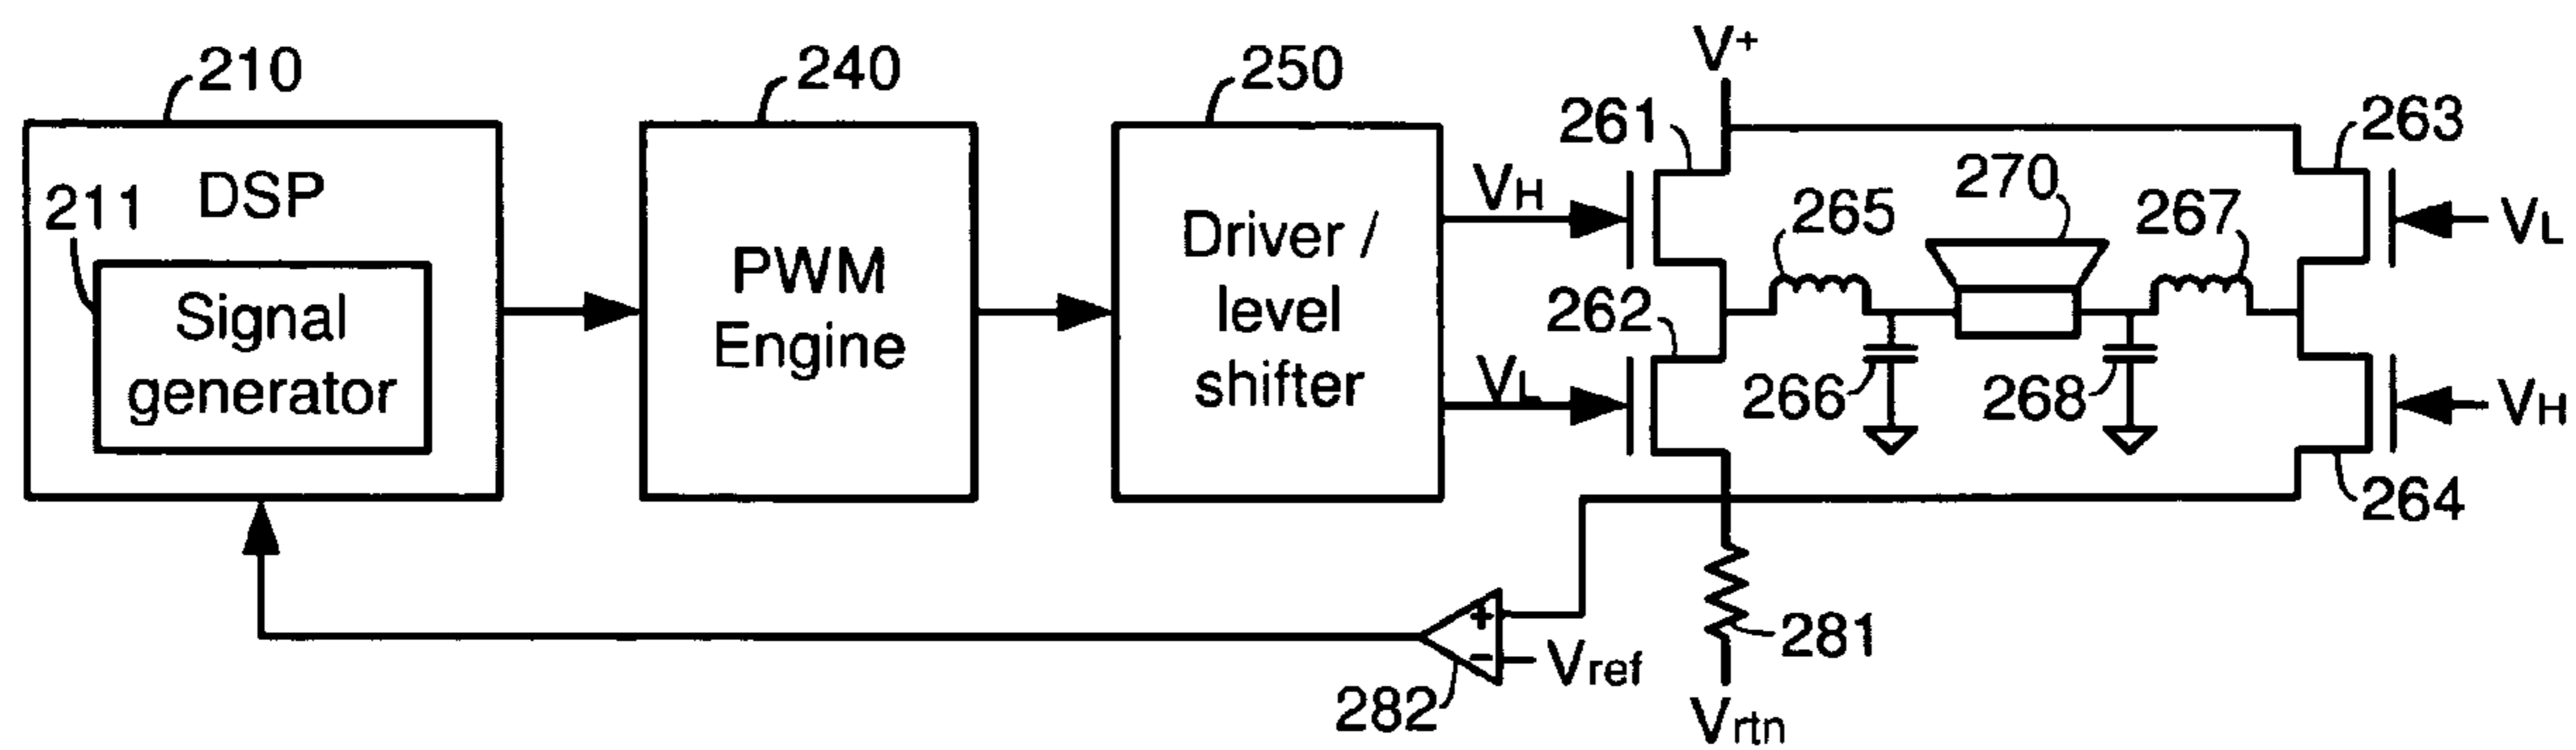 210
DSP
211
Signal
generator
240
PWM
Engine
250
Driver /
level
shifter
VH
VL
V+
261
262
263
264
265
266
267
268
270
VL
VH
281
282
+
−
Vref
Vrtn